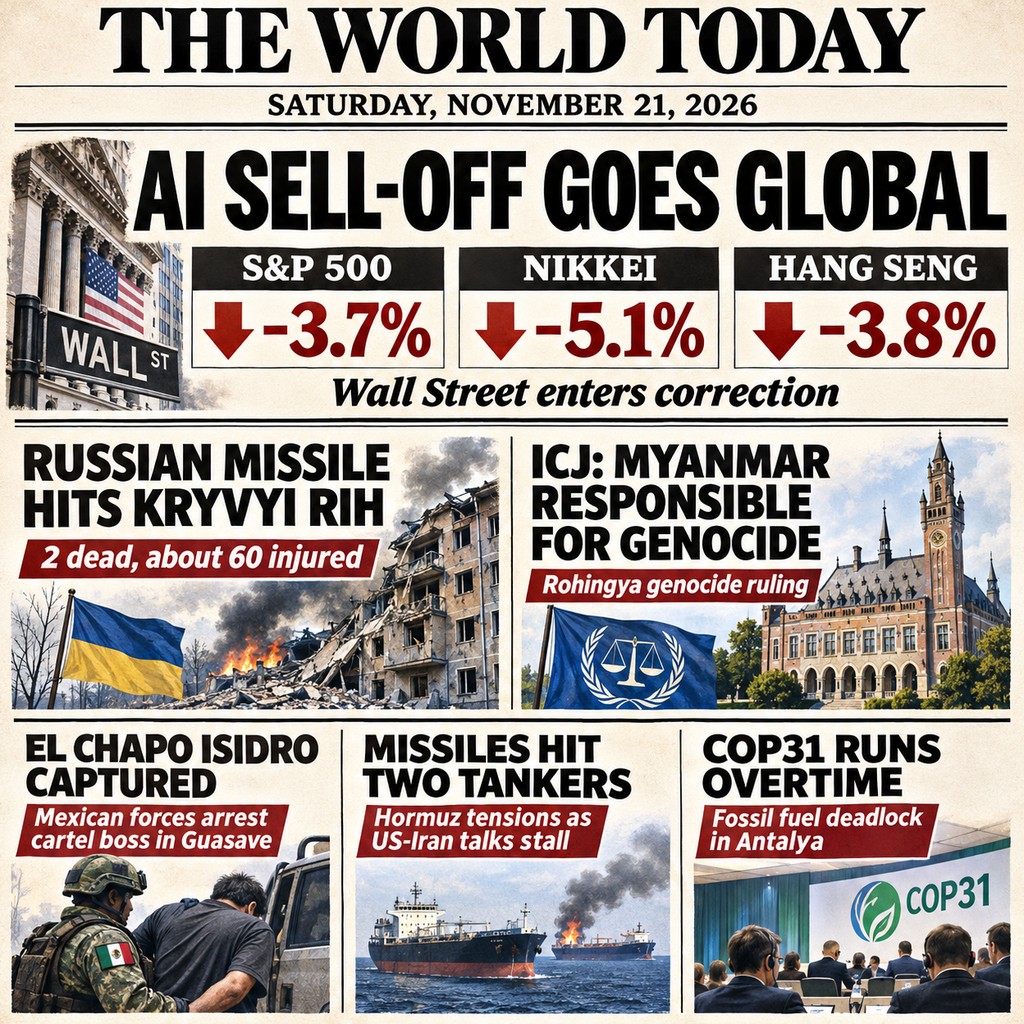 THE WORLD TODAY
SATURDAY, NOVEMBER 21, 2026
AI SELL-OFF GOES GLOBAL
S&P 500
-3.7%
NIKKEI
-5.1%
HANG SENG
-3.8%
WALL ST
Wall Street enters correction
RUSSIAN MISSILE
HITS KRYVYI RIH
2 dead, about 60 injured
ICJ: MYANMAR
RESPONSIBLE
FOR GENOCIDE
Rohingya genocide ruling
EL CHAPO ISIDRO
CAPTURED
Mexican forces arrest
cartel boss in Guasave
MISSILES HIT
TWO TANKERS
Hormuz tensions as
US-Iran talks stall
COP31 RUNS
OVERTIME
Fossil fuel deadlock
in Antalya
COP31